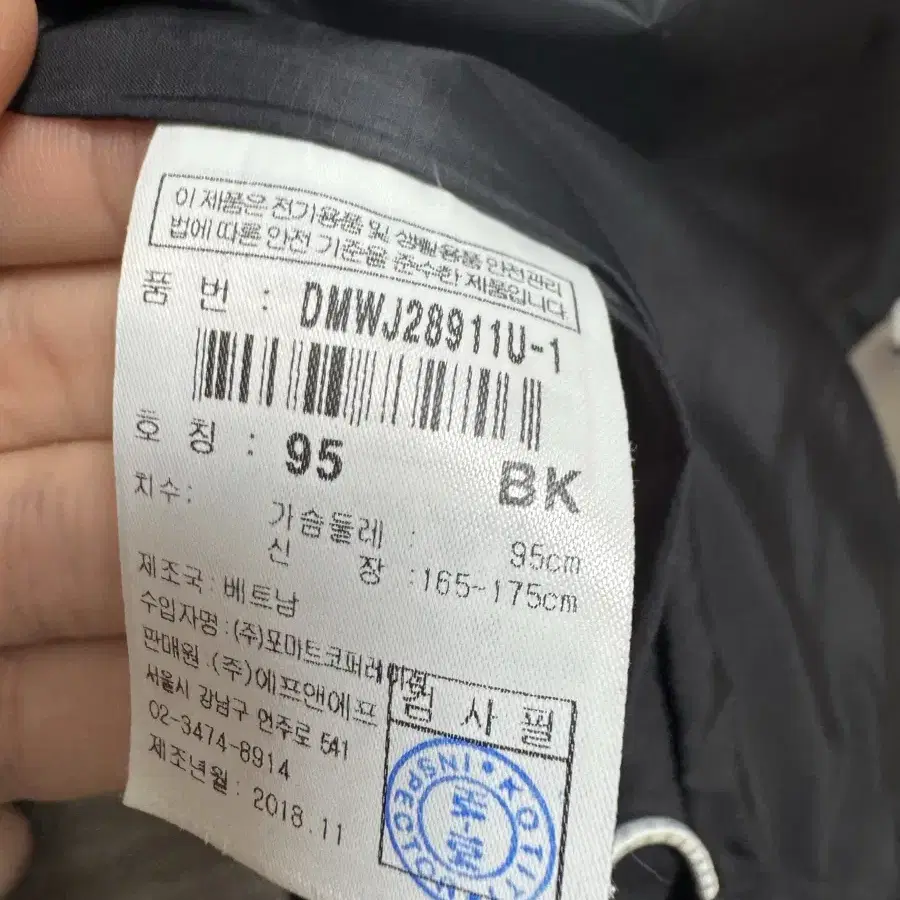 이 제품은 전기용품 및 생활용품 안전관리
법에 따른 안전 기준을 준수한 제품입니다
품 번 : DMWJ28911U-1
호 칭 : 95 BK
치수: 가슴둘레 : 95cm
신 장 :165-175cm
제조국 : 베트남
수입자명 : (주)포마트코퍼레이션
판매원 : (주)에프앤에프
서울시 강남구 언주로 541
02-3474-8914
제조년월 : 2018.11
검 사 필
INSPECT